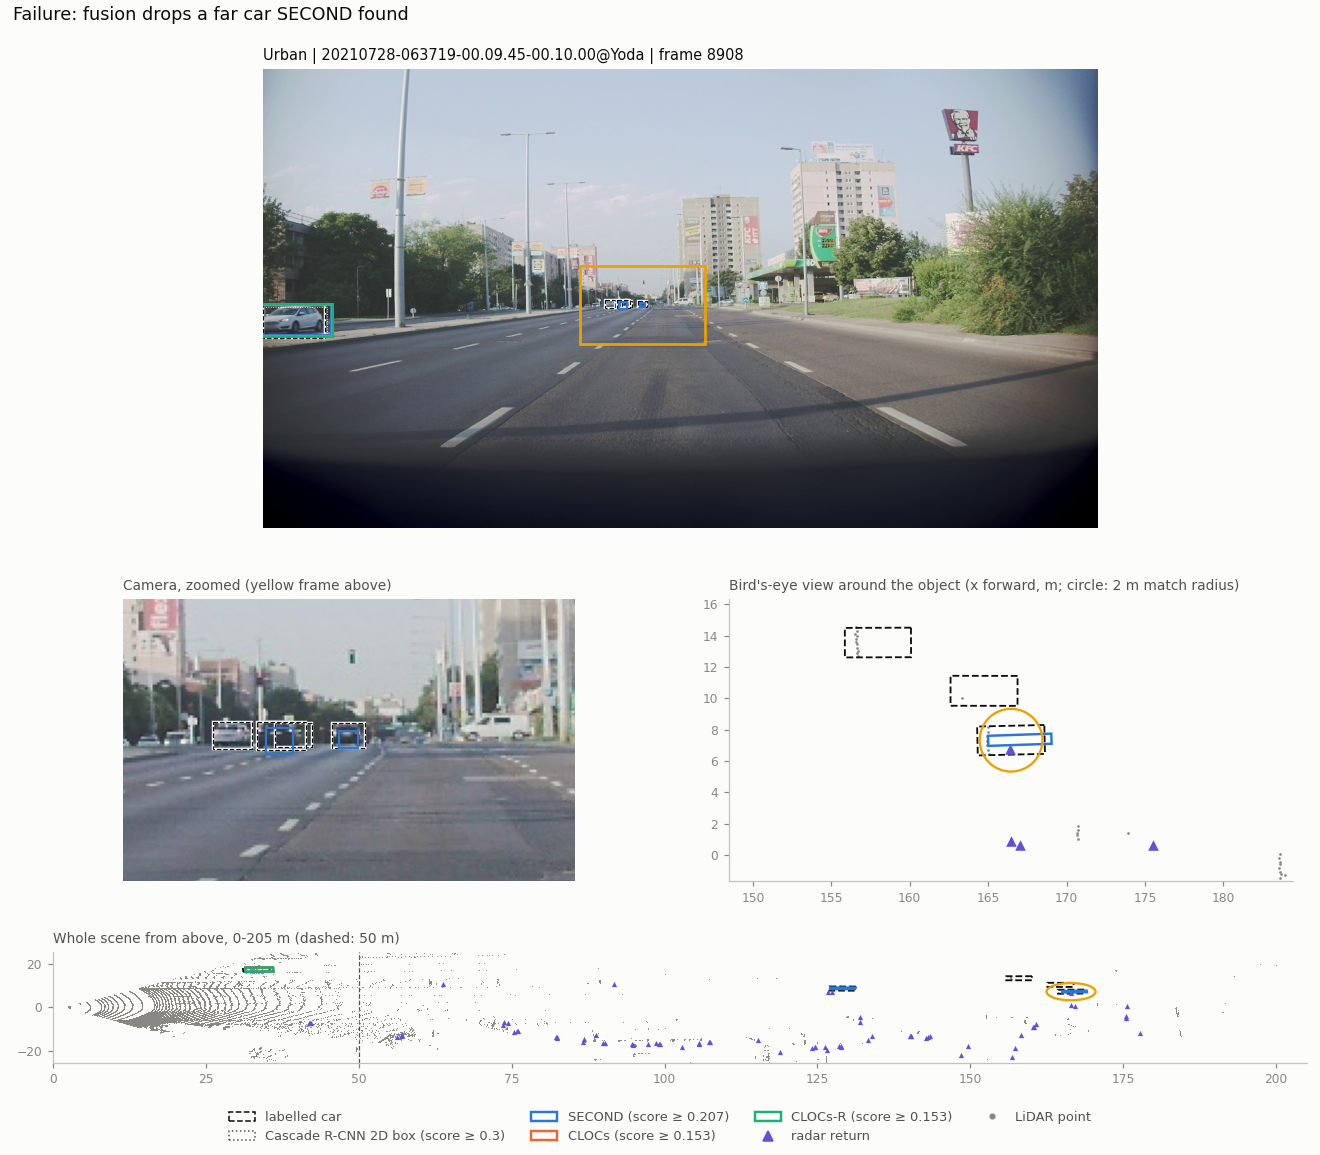 Failure: fusion drops a far car SECOND found
Urban | 20210728-063719-00.09.45-00.10.00@Yoda | frame 8908
KFC
Camera, zoomed (yellow frame above)
Bird's-eye view around the object (x forward, m; circle: 2 m match radius)
16
14
12
10
8
6
4
2
0
150 155 160 165 170 175 180
Whole scene from above, 0-205 m (dashed: 50 m)
20
0
−20
0 25 50 75 100 125 150 175 200
labelled car SECOND (score ≥ 0.207) CLOCs-R (score ≥ 0.153) LiDAR point
Cascade R-CNN 2D box (score ≥ 0.3) CLOCs (score ≥ 0.153) radar return